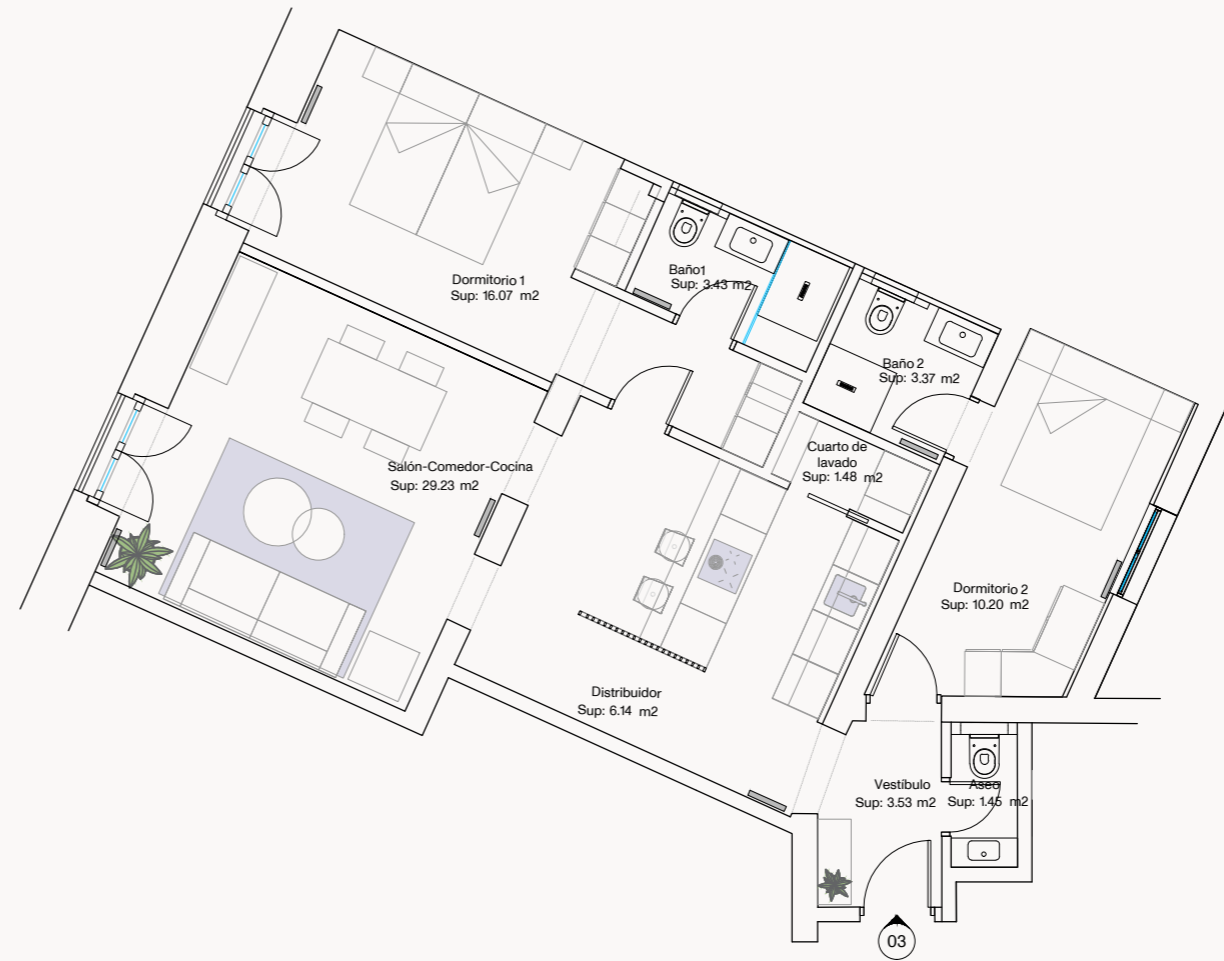 Dormitorio 1
Sup: 16.07 m2
Baño1
Sup: 3.43 m2
Baño 2
Sup: 3.37 m2
Cuarto de
lavado
Sup: 1.48 m2
Salón-Comedor-Cocina
Sup: 29.23 m2
Dormitorio 2
Sup: 10.20 m2
Distribuidor
Sup: 6.14 m2
Vestíbulo
Sup: 3.53 m2
Aseo
Sup: 1.45 m2
03